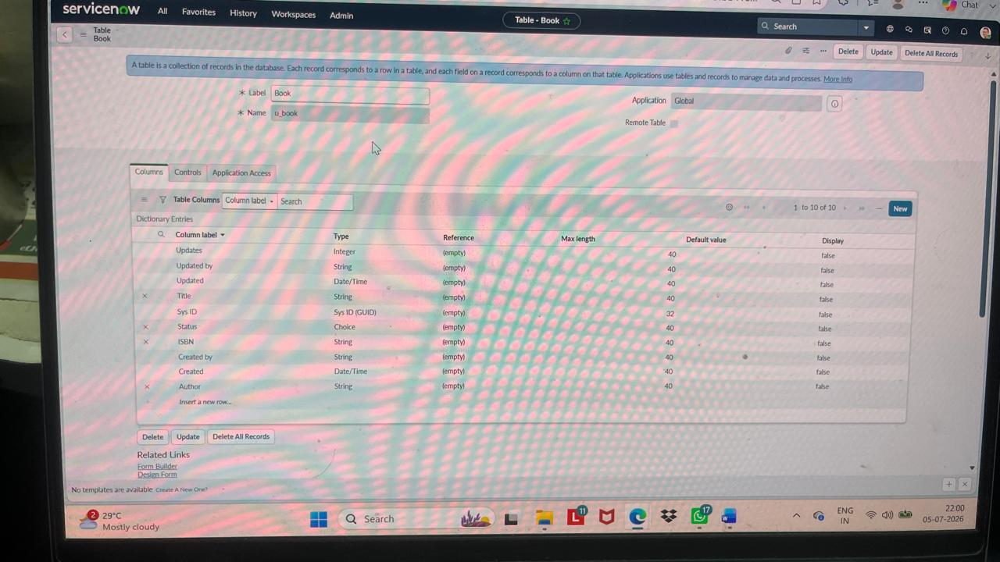 servicenow All Favorites History Workspaces Admin Table - Book Search Chat
Table
Book
Delete Update Delete All Records
A table is a collection of records in the database. Each record corresponds to a row in a table, and each field on a record corresponds to a column on that table. Applications use tables and records to manage data and processes. More Info
Label Book Application Global
Name u_book Remote Table
Columns Controls Application Access
Table Columns Column label Search 1 to 10 of 10 New
Dictionary Entries
Column label Type Reference Max length Default value Display
Updates Integer (empty) 40 false
Updated by String (empty) 40 false
Updated Date/Time (empty) 40 false
Title String (empty) 40 false
Sys ID Sys ID (GUID) (empty) 32 false
Status Choice (empty) 40 false
ISBN String (empty) 40 false
Created by String (empty) 40 false
Created Date/Time (empty) 40 false
Author String (empty) 40 false
Insert a new row...
Delete Update Delete All Records
Related Links
Form Builder
Design Form
No templates are available Create A New One?
2 29°C
Mostly cloudy
Search
11
17
ENG
IN
22:00
05-07-2026